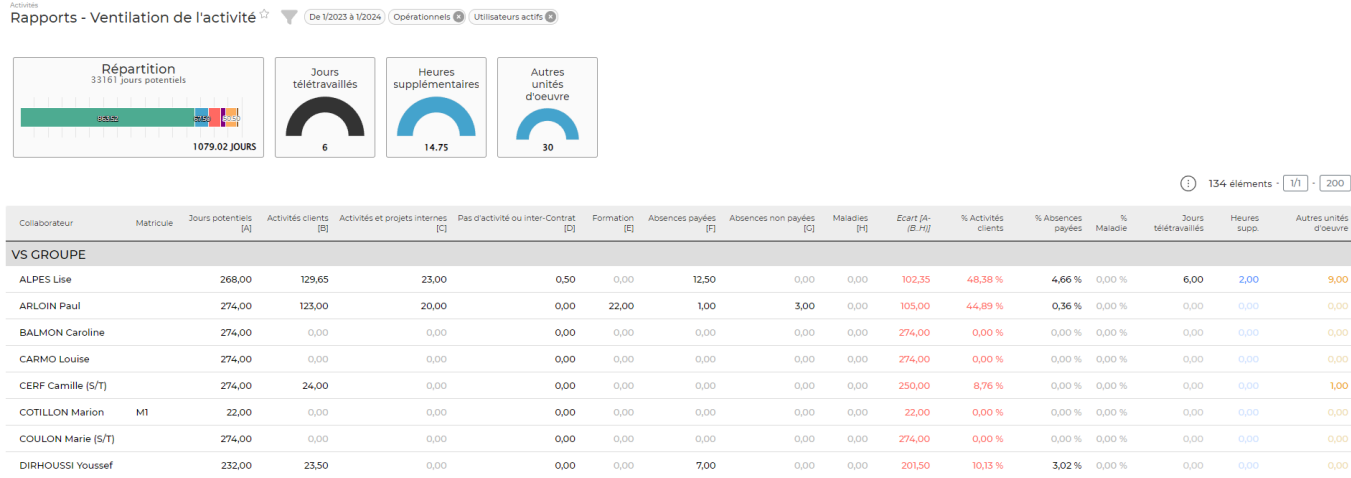 Activités
Rapports - Ventilation de l'activité De 1/2023 à 1/2024 Opérationnels Utilisateurs actifs
Répartition
33161 jours potentiels
863.52 67.50 50.50
1079.02 JOURS
Jours
télétravaillés
6
Heures
supplémentaires
14.75
Autres
unités
d'oeuvre
30
134 éléments - 1/1 - 200
Collaborateur Matricule Jours potentiels [A] Activités clients [B] Activités et projets internes [C] Pas d'activité ou inter-Contrat [D] Formation [E] Absences payées [F] Absences non payées [G] Maladies [H] Ecart [A-(B..H)] % Activités clients % Absences payées % Maladie Jours télétravaillés Heures supp. Autres unités d'oeuvre
VS GROUPE
ALPES Lise 268,00 129,65 23,00 0,50 0,00 12,50 0,00 0,00 102,35 48,38 % 4,66 % 0,00 % 6,00 2,00 9,00
ARLOIN Paul 274,00 123,00 20,00 0,00 22,00 1,00 3,00 0,00 105,00 44,89 % 0,36 % 0,00 % 0,00 0,00 0,00
BALMON Caroline 274,00 0,00 0,00 0,00 0,00 0,00 0,00 0,00 274,00 0,00 % 0,00 % 0,00 % 0,00 0,00 0,00
CARMO Louise 274,00 0,00 0,00 0,00 0,00 0,00 0,00 0,00 274,00 0,00 % 0,00 % 0,00 % 0,00 0,00 0,00
CERF Camille (S/T) 274,00 24,00 0,00 0,00 0,00 0,00 0,00 0,00 250,00 8,76 % 0,00 % 0,00 % 0,00 0,00 1,00
COTILLON Marion M1 22,00 0,00 0,00 0,00 0,00 0,00 0,00 0,00 22,00 0,00 % 0,00 % 0,00 % 0,00 0,00 0,00
COULON Marie (S/T) 274,00 0,00 0,00 0,00 0,00 0,00 0,00 0,00 274,00 0,00 % 0,00 % 0,00 % 0,00 0,00 0,00
DIRHOUSSI Youssef 232,00 23,50 0,00 0,00 0,00 7,00 0,00 0,00 201,50 10,13 % 3,02 % 0,00 % 0,00 0,00 0,00